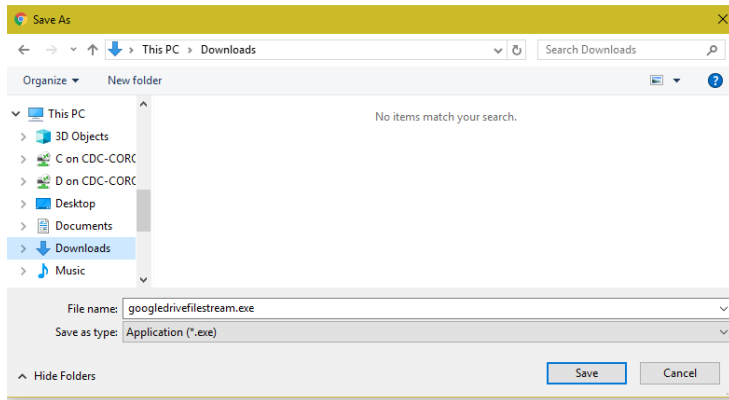 Save As
This PC > Downloads
Search Downloads
Organize
New folder
This PC
3D Objects
C on CDC-CORC
D on CDC-CORC
Desktop
Documents
Downloads
Music
No items match your search.
File name: googledrivefilestream.exe
Save as type: Application (*.exe)
Hide Folders
Save
Cancel